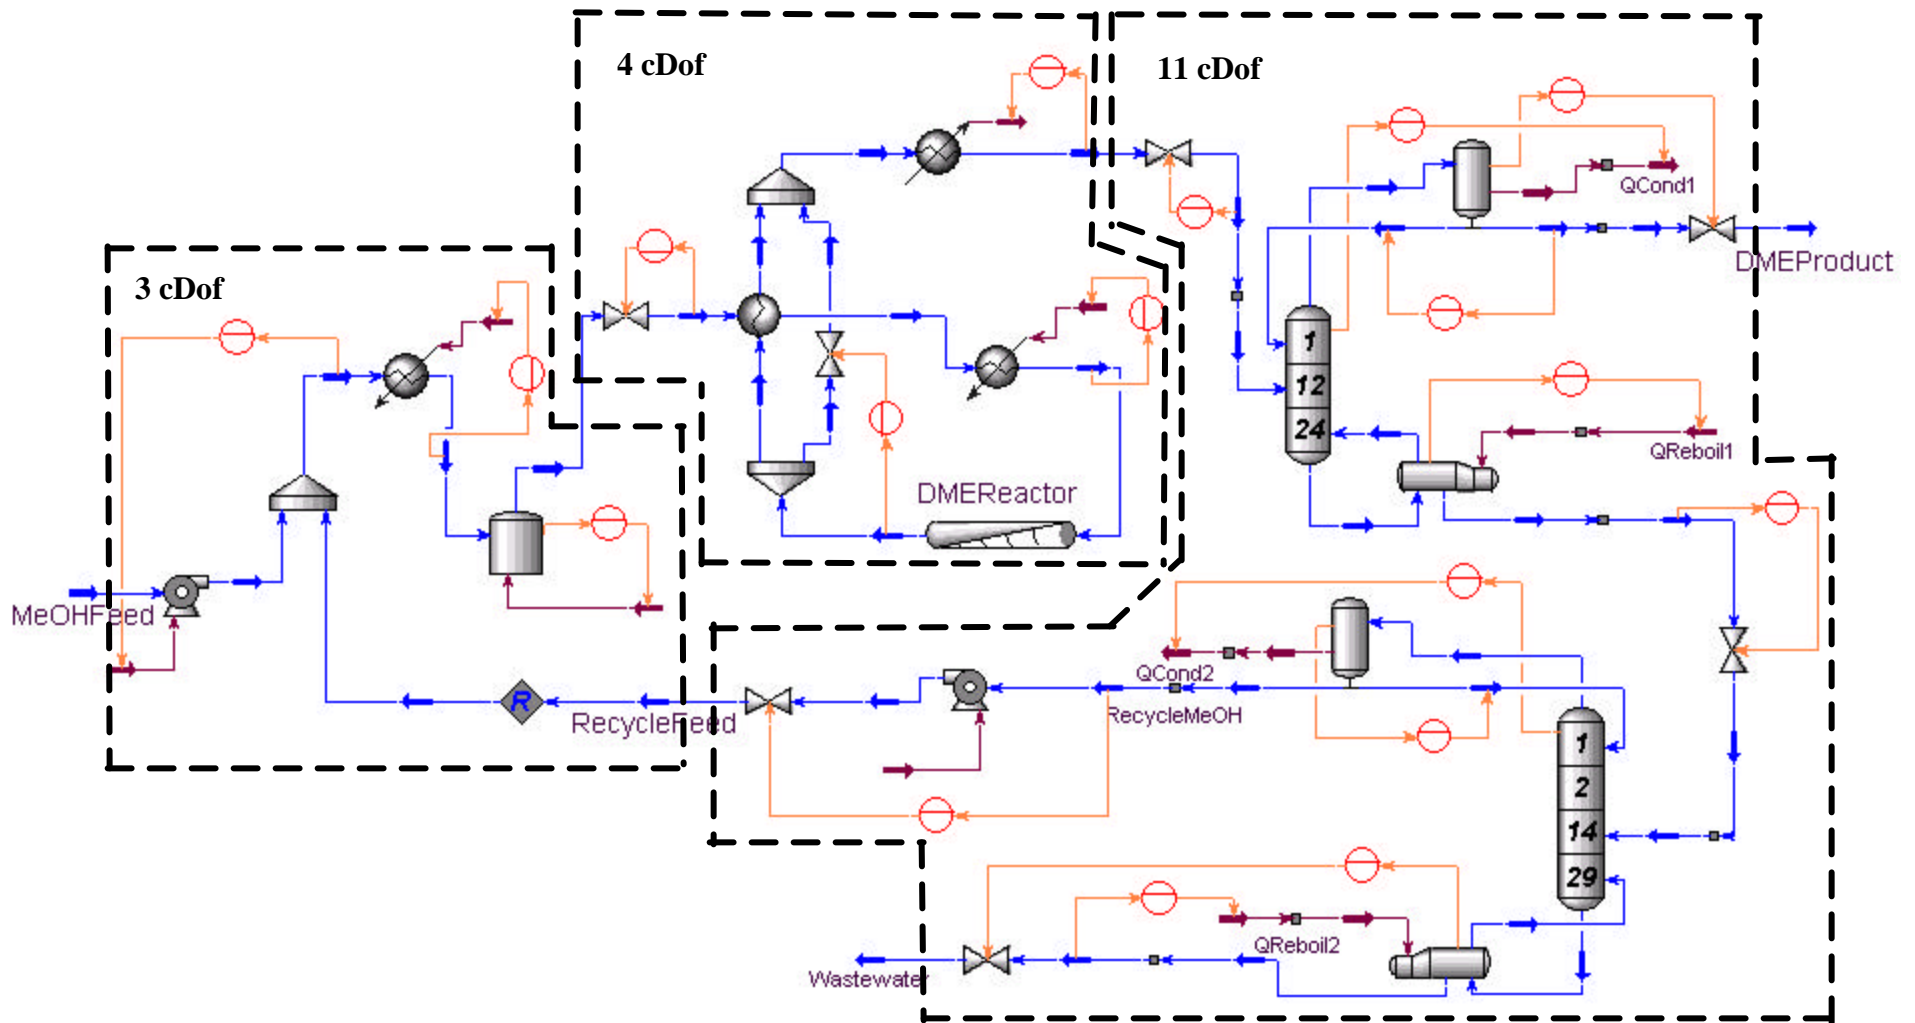 4 cDof
11 cDof
QCond1
DMEProduct
3 cDof
1
12
24
QReboil1
DMEReactor
MeOHFeed
QCond2
RecycleFeed
RecycleMeOH
R
1
2
14
29
QReboil2
Wastewater